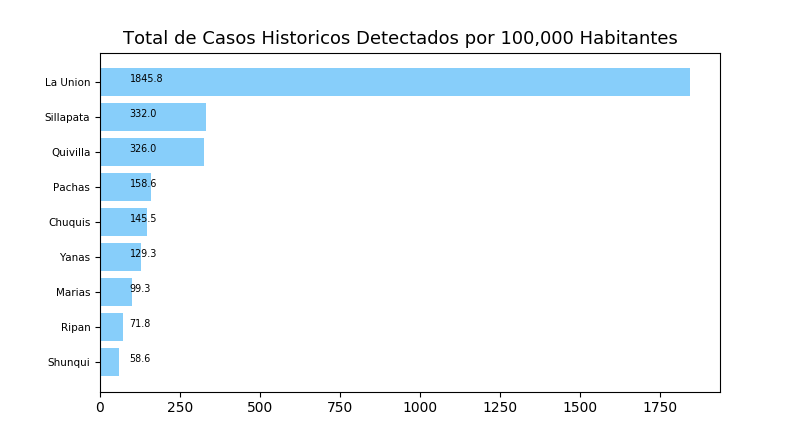 Total de Casos Historicos Detectados por 100,000 Habitantes
La Union 1845.8
Sillapata 332.0
Quivilla 326.0
Pachas 158.6
Chuquis 145.5
Yanas 129.3
Marias 99.3
Ripan 71.8
Shunqui 58.6
0 250 500 750 1000 1250 1500 1750